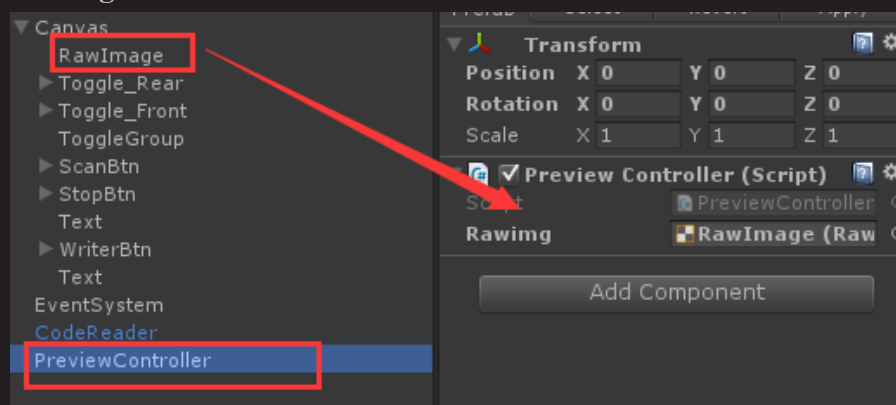 Canvas
RawImage
Toggle_Rear
Toggle_Front
ToggleGroup
ScanBtn
StopBtn
Text
WriterBtn
Text
EventSystem
CodeReader
PreviewController
Transform
Position X 0 Y 0 Z 0
Rotation X 0 Y 0 Z 0
Scale X 1 Y 1 Z 1
Preview Controller (Script)
PreviewController
Rawimg RawImage (Raw
Add Component